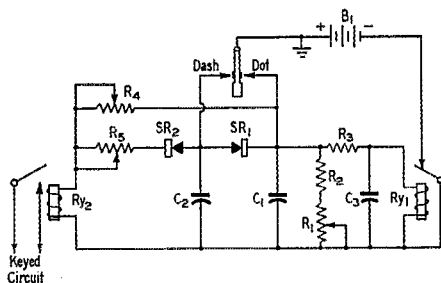 + B1 −
Dash Dot
R4
R5 SR2 SR1 R3
R2
Ry2 C2 C1 R1 C3 Ry1
Keyed
Circuit